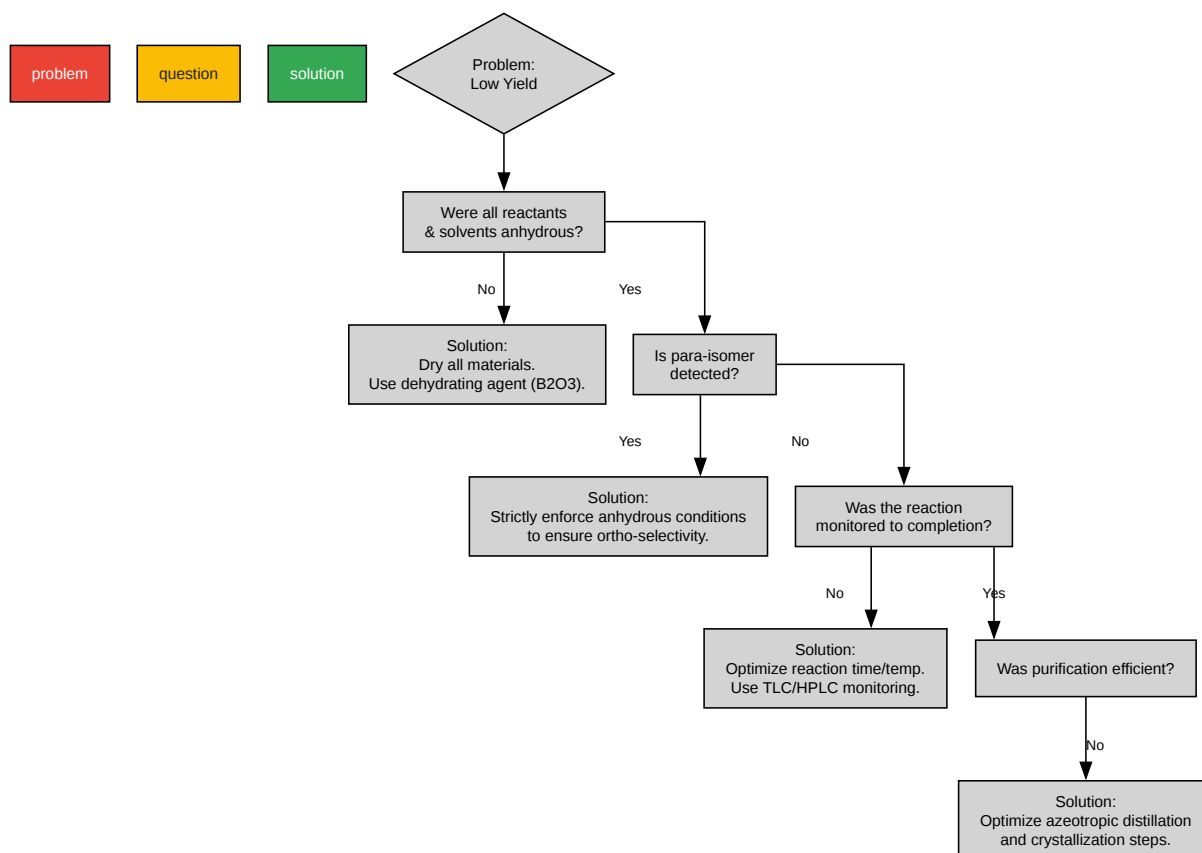 problem
question
solution
Problem:
Low Yield
Were all reactants
& solvents anhydrous?
No
Yes
Solution:
Dry all materials.
Use dehydrating agent (B2O3).
Is para-isomer
detected?
Yes
No
Solution:
Strictly enforce anhydrous conditions
to ensure ortho-selectivity.
Was the reaction
monitored to completion?
No
Yes
Solution:
Optimize reaction time/temp.
Use TLC/HPLC monitoring.
Was purification efficient?
No
Solution:
Optimize azeotropic distillation
and crystallization steps.